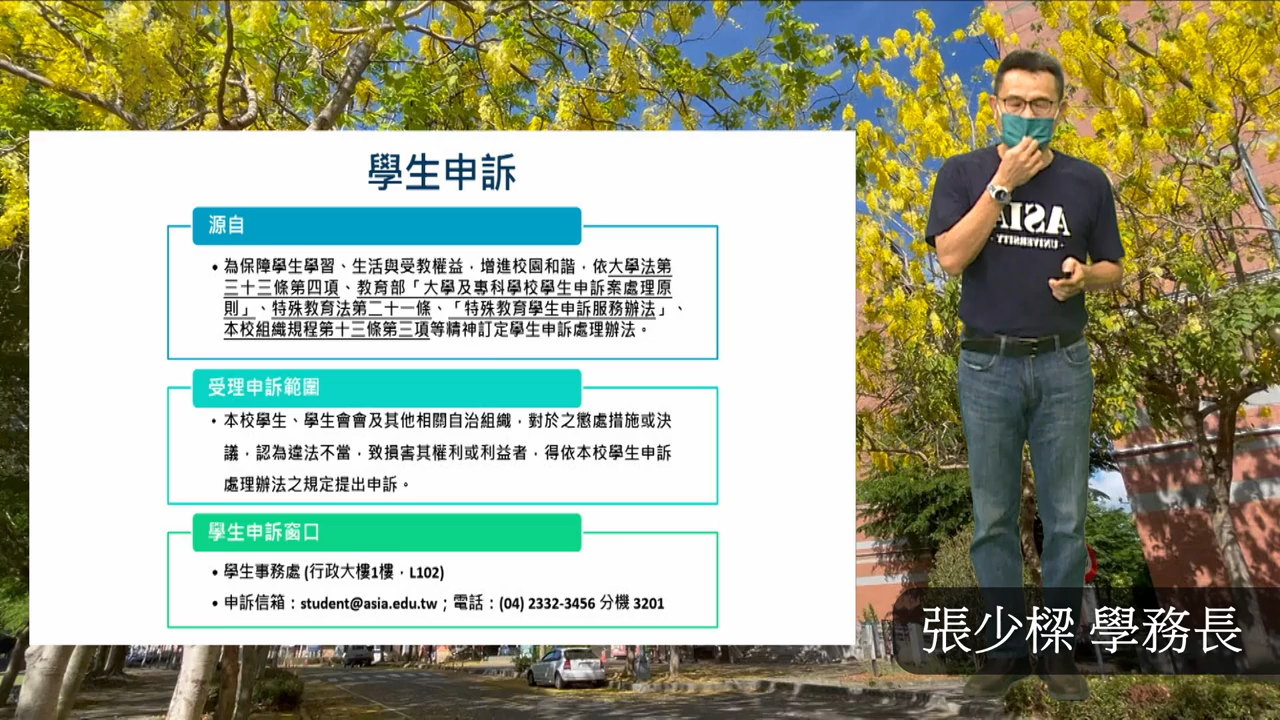 學生申訴
源自
• 為保障學生學習、生活與受教權益，增進校園和諧，依大學法第
三十三條第四項、教育部「大學及專科學校學生申訴案處理原
則」、特殊教育法第二十一條、「特殊教育學生申訴服務辦法」、
本校組織規程第十三條第三項等精神訂定學生申訴處理辦法。
受理申訴範圍
• 本校學生、學生會會及其他相關自治組織，對於之懲處措施或決
議，認為違法不當，致損害其權利或利益者，得依本校學生申訴
處理辦法之規定提出申訴。
學生申訴窗口
• 學生事務處 (行政大樓1樓，L102)
• 申訴信箱：student@asia.edu.tw；電話：(04) 2332-3456 分機 3201
ASIA
UNIVERSITY
張少樑 學務長